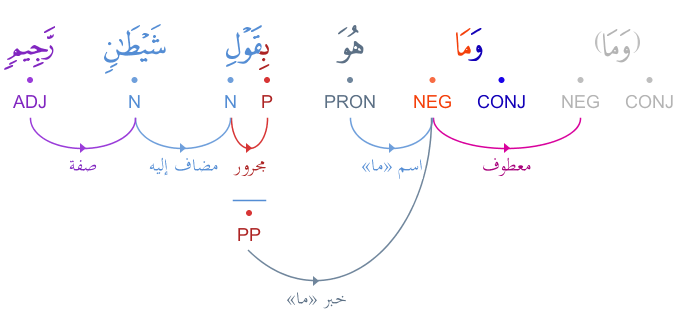 (وَمَا) وَمَا هُوَ بِقَوْلِ شَيْطَٰنٍ رَّجِيمٍ
CONJ NEG CONJ NEG PRON P N N ADJ
معطوف اسم «ما» مجرور مضاف إليه صفة
PP
خبر «ما»